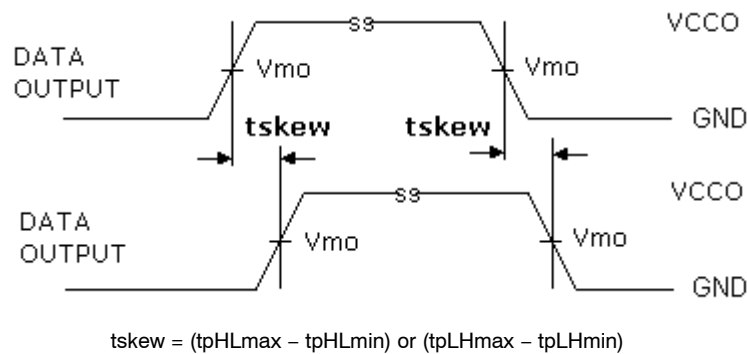 VCCO
DATA
OUTPUT
Vmo
Vmo
GND
tskew
tskew
VCCO
DATA
OUTPUT
Vmo
Vmo
GND
tskew = (tpHLmax – tpHLmin) or (tpLHmax – tpLHmin)